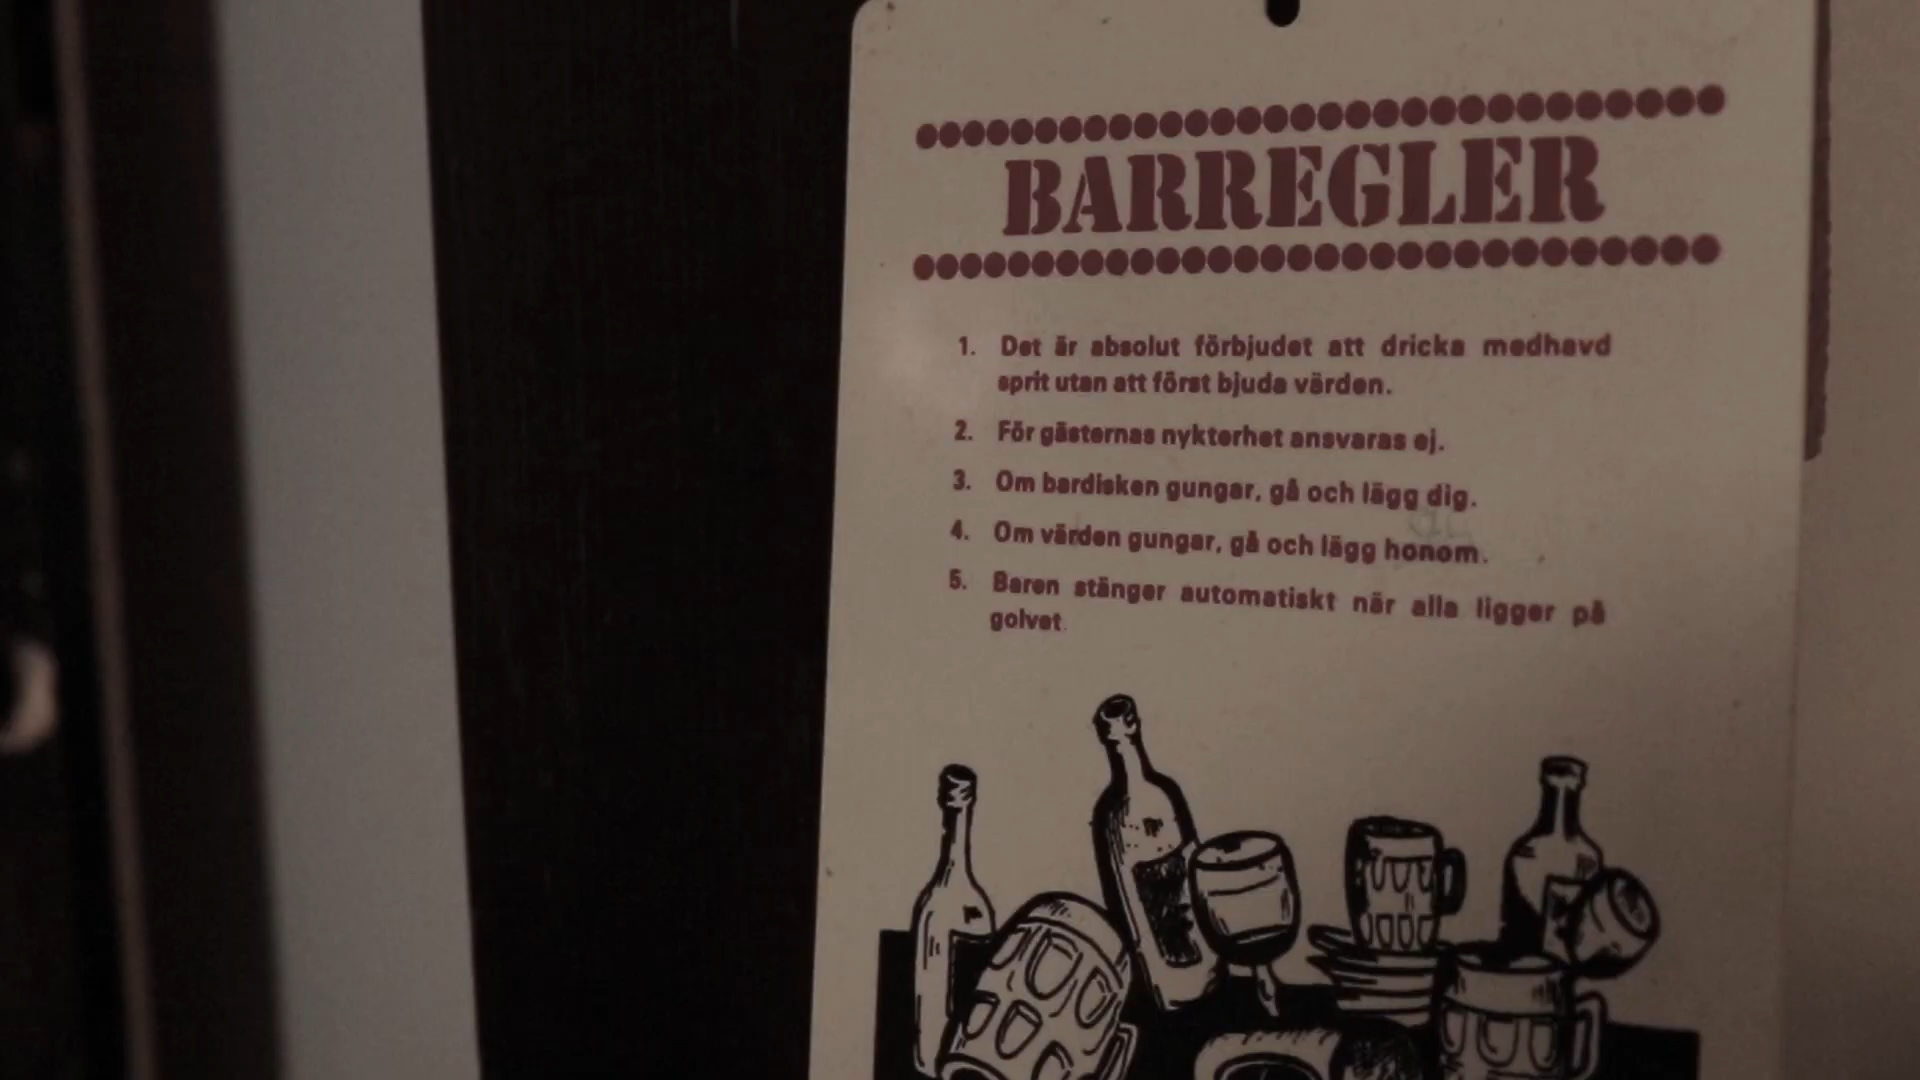 BARREGLER
1. Det är absolut förbjudet att dricka medhavd
sprit utan att först bjuda värden.
2. För gästernas nykterhet ansvaras ej.
3. Om bardisken gungar, gå och lägg dig.
4. Om värden gungar, gå och lägg honom.
5. Baren stänger automatiskt när alla ligger på
golvet.